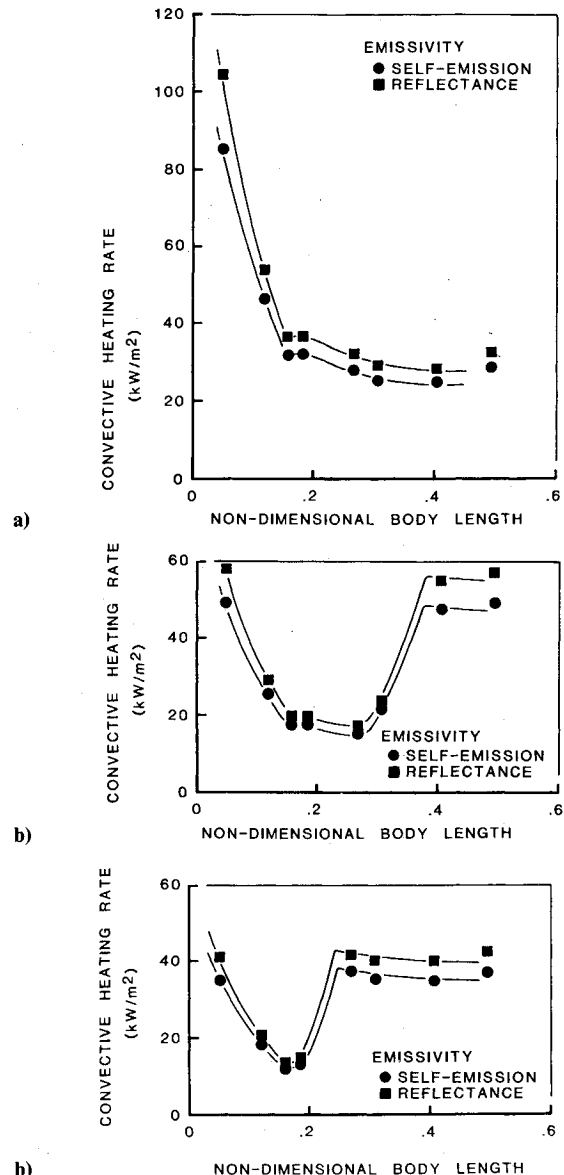 120
100
80
60
40
20
0
CONVECTIVE HEATING RATE
(kW/m²)
EMISSIVITY
SELF-EMISSION
REFLECTANCE
0
.2
.4
.6
NON-DIMENSIONAL BODY LENGTH
a)
60
40
20
0
CONVECTIVE HEATING RATE
(kW/m²)
EMISSIVITY
SELF-EMISSION
REFLECTANCE
0
.2
.4
.6
NON-DIMENSIONAL BODY LENGTH
b)
60
40
20
0
CONVECTIVE HEATING RATE
(kW/m²)
EMISSIVITY
SELF-EMISSION
REFLECTANCE
0
.2
.4
.6
NON-DIMENSIONAL BODY LENGTH
b)